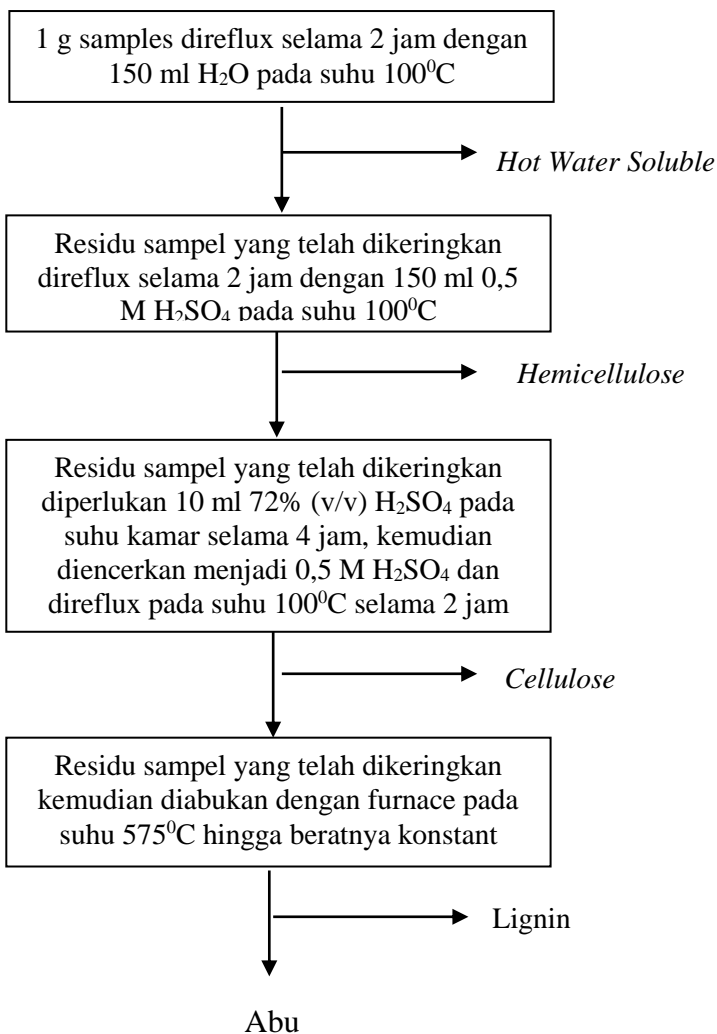 1 g samples direflux selama 2 jam dengan
150 ml H₂O pada suhu 100⁰C
Hot Water Soluble
Residu sampel yang telah dikeringkan
direflux selama 2 jam dengan 150 ml 0,5
M H₂SO₄ pada suhu 100⁰C
Hemicellulose
Residu sampel yang telah dikeringkan
diperlukan 10 ml 72% (v/v) H₂SO₄ pada
suhu kamar selama 4 jam, kemudian
diencerkan menjadi 0,5 M H₂SO₄ dan
direflux pada suhu 100⁰C selama 2 jam
Cellulose
Residu sampel yang telah dikeringkan
kemudian diabukan dengan furnace pada
suhu 575⁰C hingga beratnya konstant
Lignin
Abu